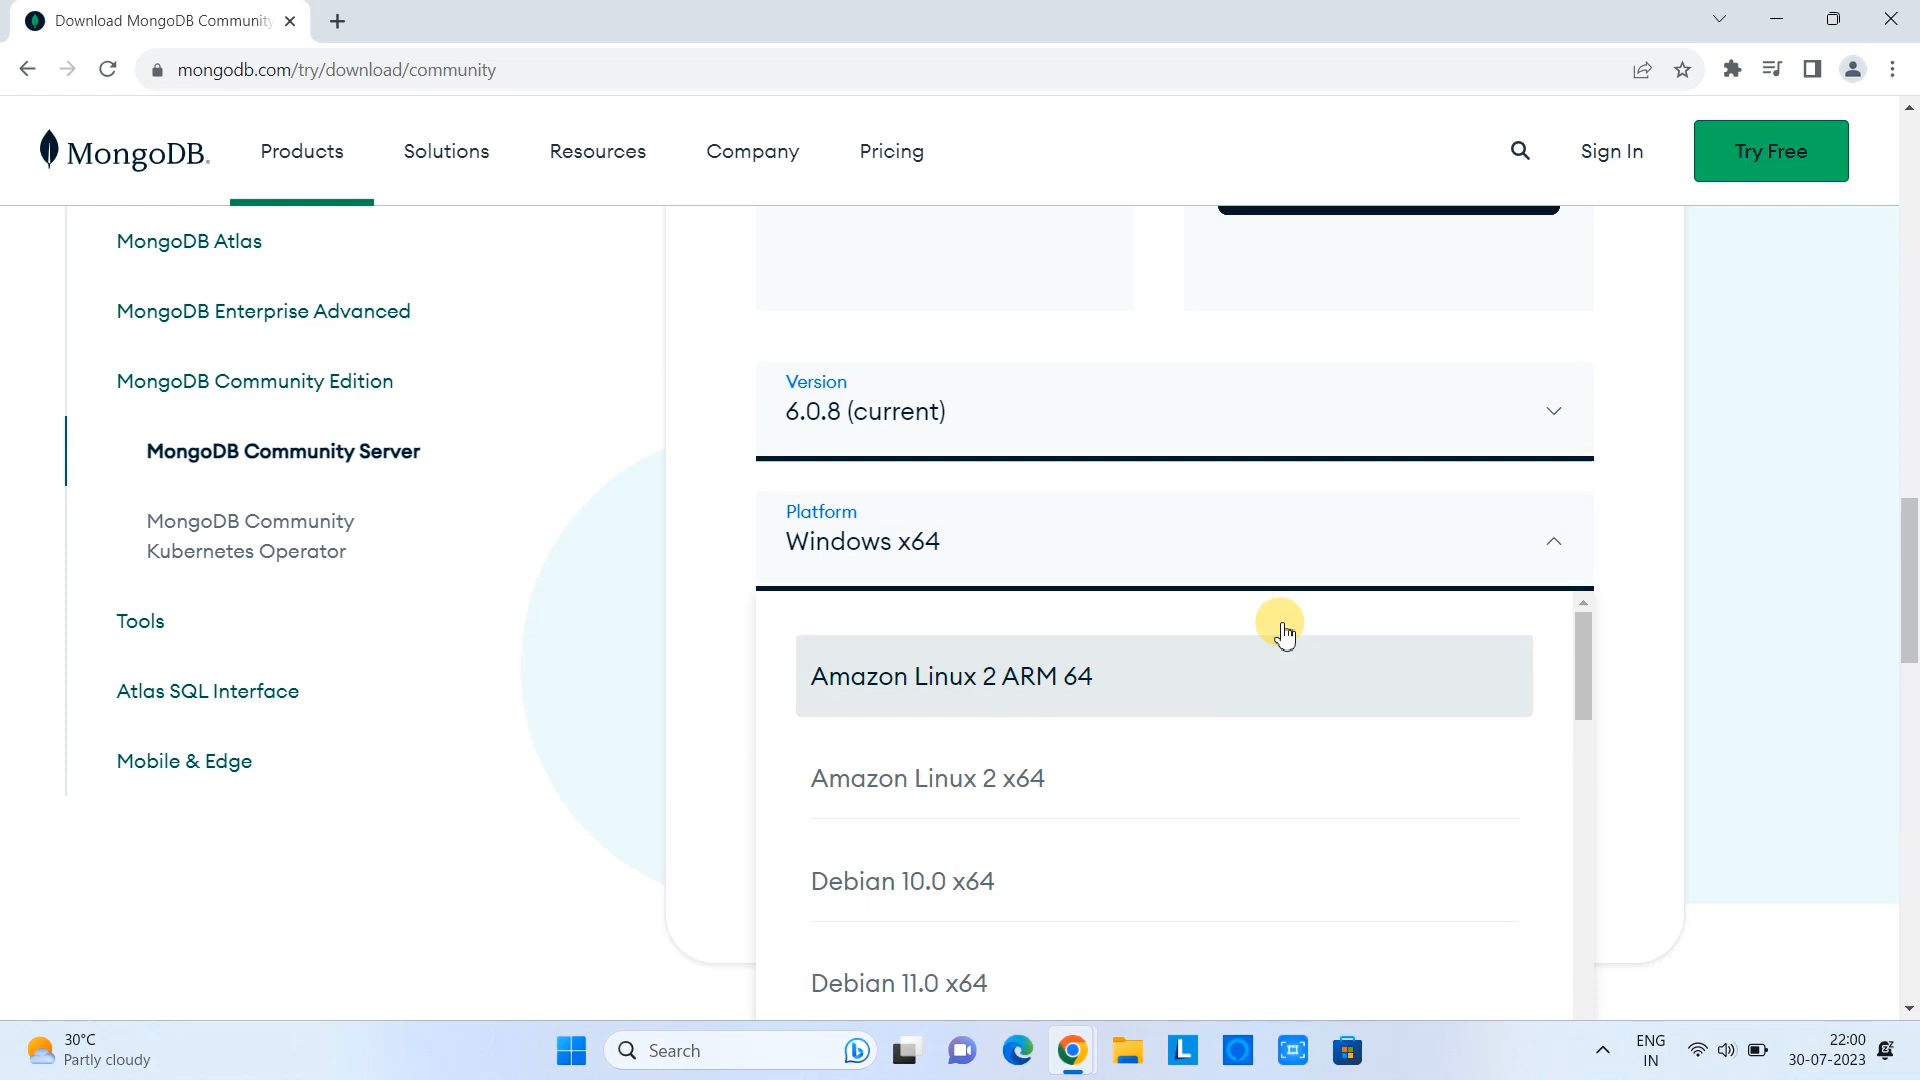 Download MongoDB Community
mongodb.com/try/download/community
MongoDB.
Products
Solutions
Resources
Company
Pricing
Sign In
Try Free
MongoDB Atlas
MongoDB Enterprise Advanced
MongoDB Community Edition
MongoDB Community Server
MongoDB Community
Kubernetes Operator
Tools
Atlas SQL Interface
Mobile & Edge
Version
6.0.8 (current)
Platform
Windows x64
Amazon Linux 2 ARM 64
Amazon Linux 2 x64
Debian 10.0 x64
Debian 11.0 x64
30°C
Partly cloudy
Search
L
ENG
IN
22:00
30-07-2023